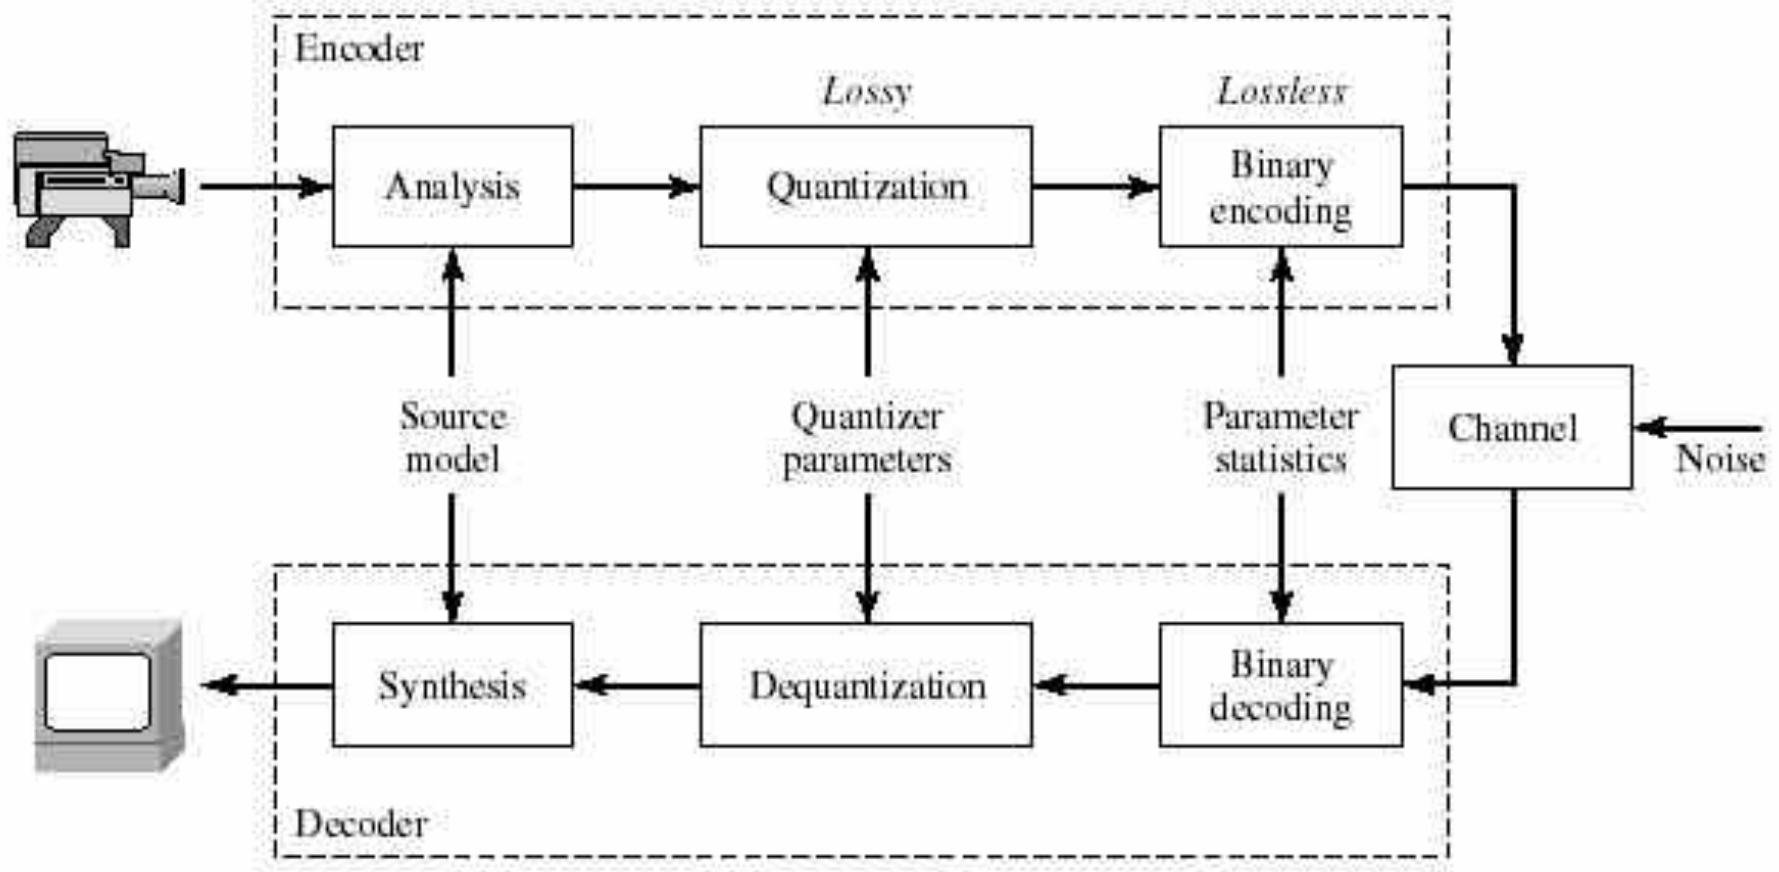 Encoder
Lossy
Lossless
Analysis
Quantization
Binary
encoding
Source
model
Quantizer
parameters
Parameter
statistics
Channel
Noise
Synthesis
Dequantization
Binary
decoding
Decoder